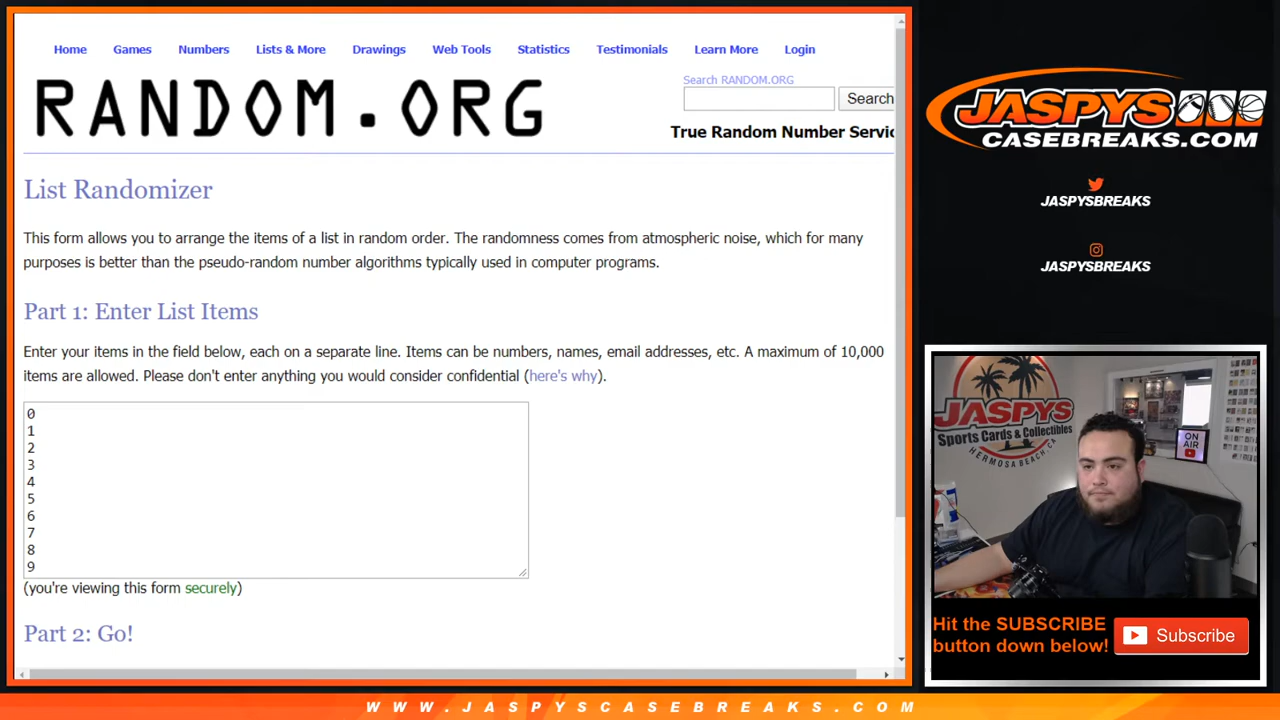 Home Games Numbers Lists & More Drawings Web Tools Statistics Testimonials Learn More Login
RANDOM.ORG
Search RANDOM.ORG
Search
True Random Number Servic
List Randomizer
This form allows you to arrange the items of a list in random order. The randomness comes from atmospheric noise, which for many
purposes is better than the pseudo-random number algorithms typically used in computer programs.
Part 1: Enter List Items
Enter your items in the field below, each on a separate line. Items can be numbers, names, email addresses, etc. A maximum of 10,000
items are allowed. Please don't enter anything you would consider confidential (here's why).
0
1
2
3
4
5
6
7
8
9
(you're viewing this form securely)
Part 2: Go!
JASPYS
CASEBREAKS.COM
JASPYSBREAKS
JASPYSBREAKS
JASPYS
Sports Cards & Collectibles
HERMOSA BEACH, CA
ON
AIR
Hit the SUBSCRIBE
button down below!
Subscribe
WWW.JASPYSCASEBREAKS.COM